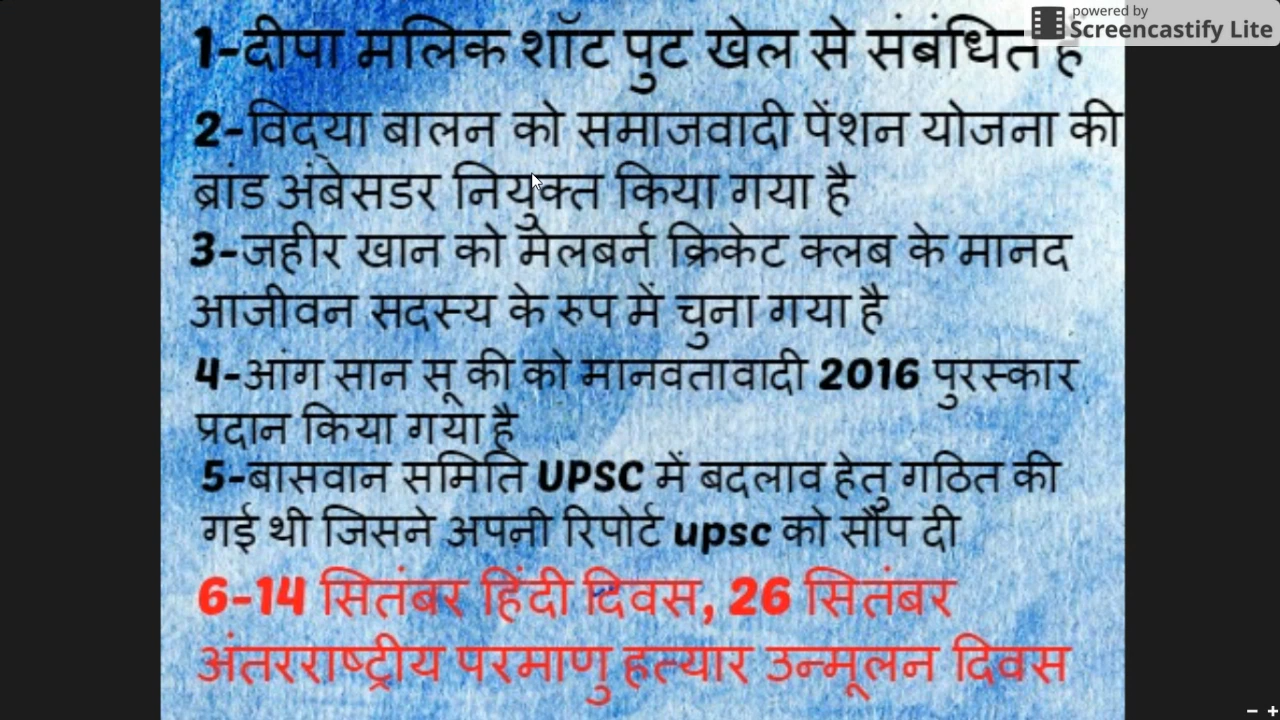 powered by
Screencastify Lite
1-दीपा मलिक शॉट पुट खेल से संबंधित है
2-विद्या बालन को समाजवादी पेंशन योजना की
ब्रांड अंबेसडर नियुक्त किया गया है
3-जहीर खान को मेलबर्न क्रिकेट क्लब के मानद
आजीवन सदस्य के रुप में चुना गया है
4-आंग सान सू की को मानवतावादी 2016 पुरस्कार
प्रदान किया गया है
5-बासवान समिति UPSC में बदलाव हेतु गठित की
गई थी जिसने अपनी रिपोर्ट upsc को सौंप दी
6-14 सितंबर हिंदी दिवस, 26 सितंबर
अंतरराष्ट्रीय परमाणु हत्यार उन्मूलन दिवस